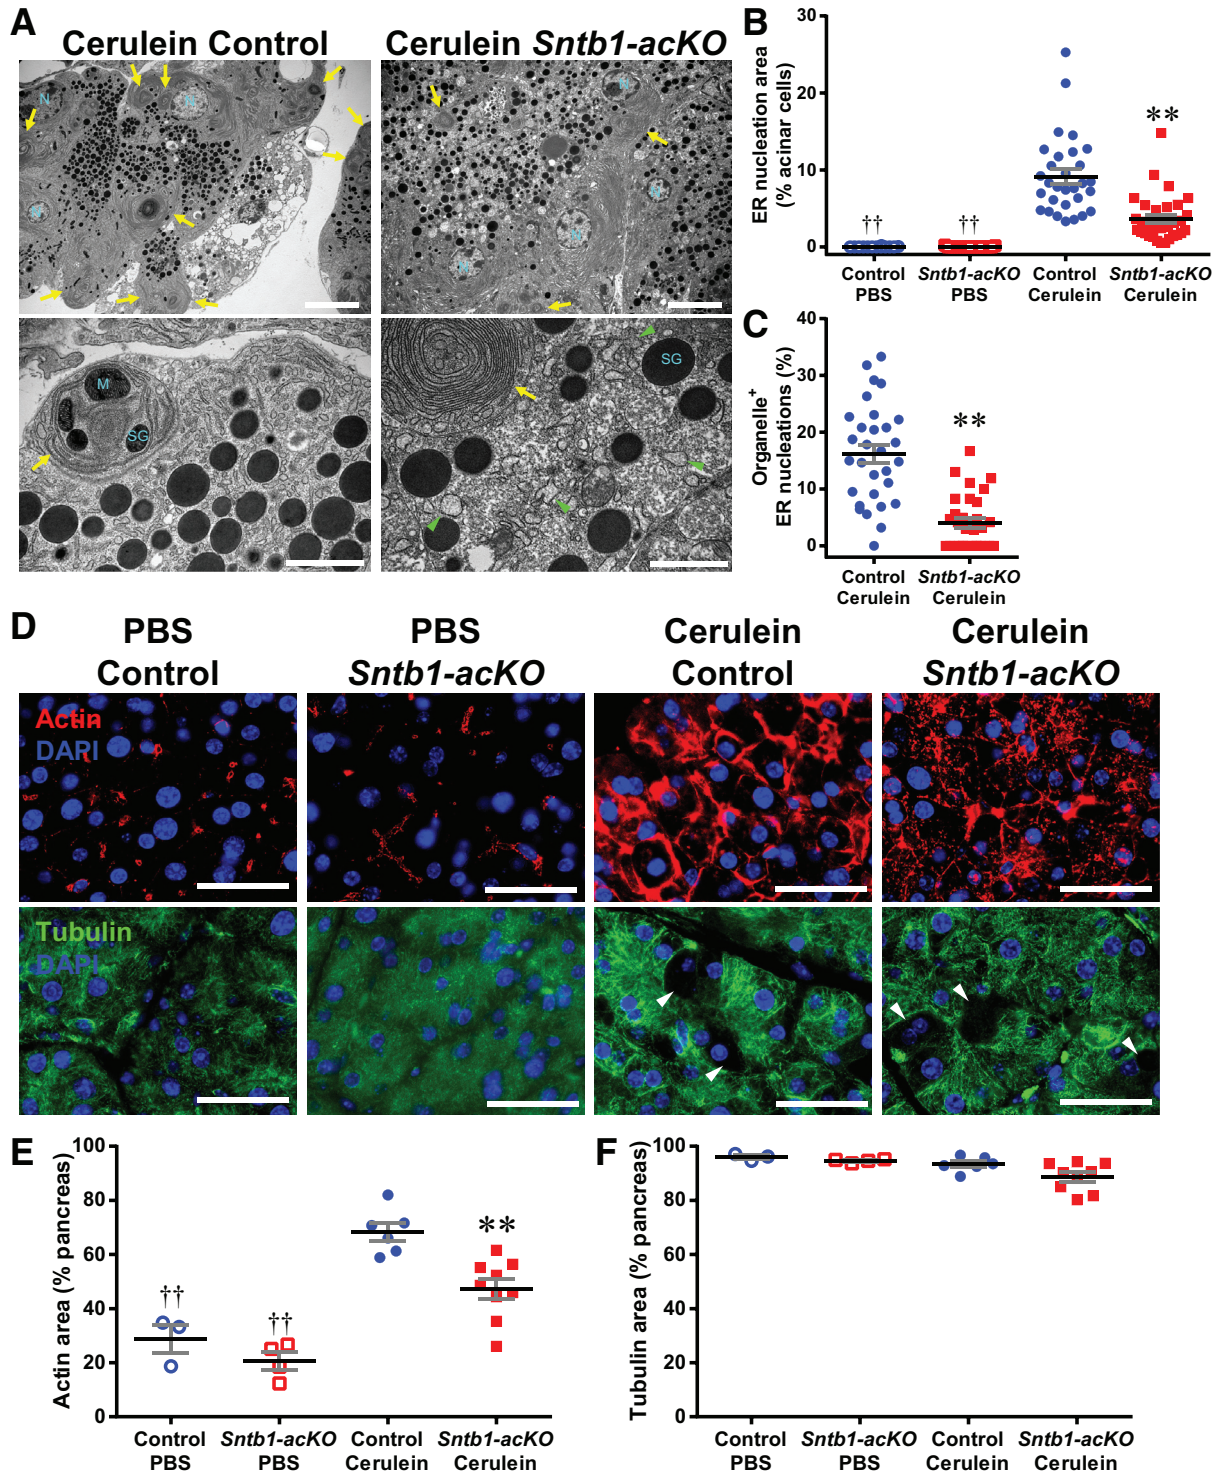 A
Cerulein Control
Cerulein Sntb1-acKO
N
N
N
N
N
N
N
M
SG
SG
B
ER nucleation area
(% acinar cells)
30
20
10
0
††
††
**
Control
PBS
Sntb1-acKO
PBS
Control
Cerulein
Sntb1-acKO
Cerulein
C
Organelle+
ER nucleations (%)
40
30
20
10
0
**
Control
Cerulein
Sntb1-acKO
Cerulein
D
PBS
Control
PBS
Sntb1-acKO
Cerulein
Control
Cerulein
Sntb1-acKO
Actin
DAPI
Tubulin
DAPI
E
Actin area (% pancreas)
100
80
60
40
20
0
††
††
**
Control
PBS
Sntb1-acKO
PBS
Control
Cerulein
Sntb1-acKO
Cerulein
F
Tubulin area (% pancreas)
100
80
60
40
20
0
Control
PBS
Sntb1-acKO
PBS
Control
Cerulein
Sntb1-acKO
Cerulein